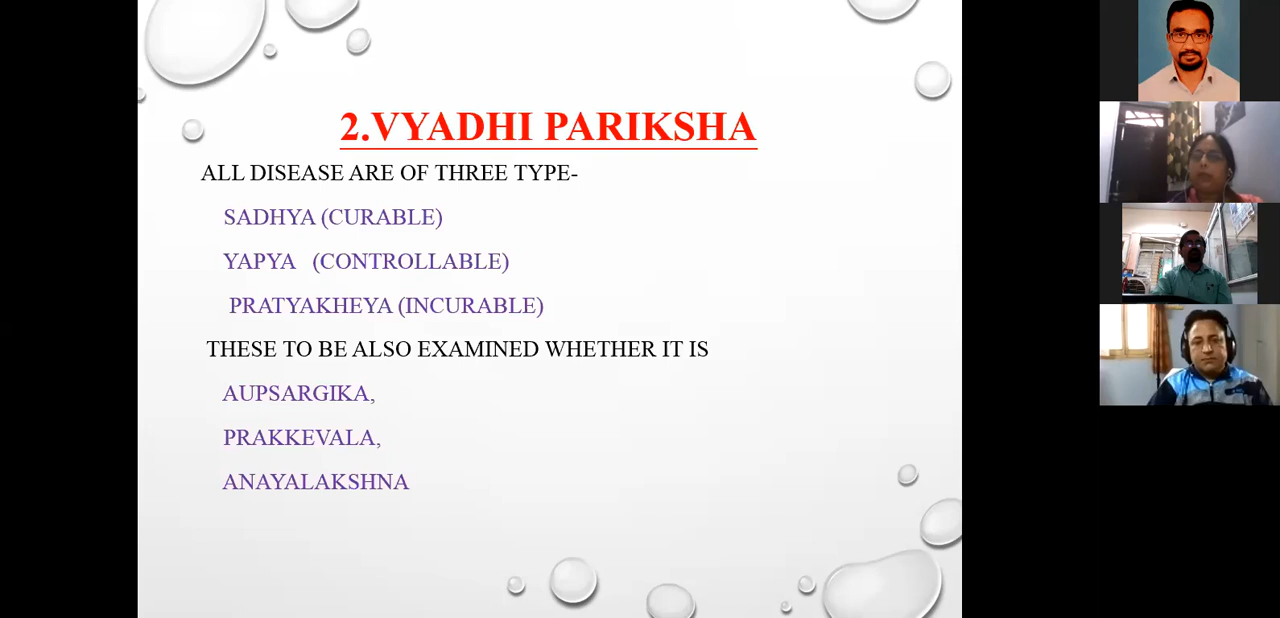 2.VYADHI PARIKSHA
ALL DISEASE ARE OF THREE TYPE-
SADHYA (CURABLE)
YAPYA (CONTROLLABLE)
PRATYAKHEYA (INCURABLE)
THESE TO BE ALSO EXAMINED WHETHER IT IS
AUPSARGIKA,
PRAKKEVALA,
ANAYALAKSHNA